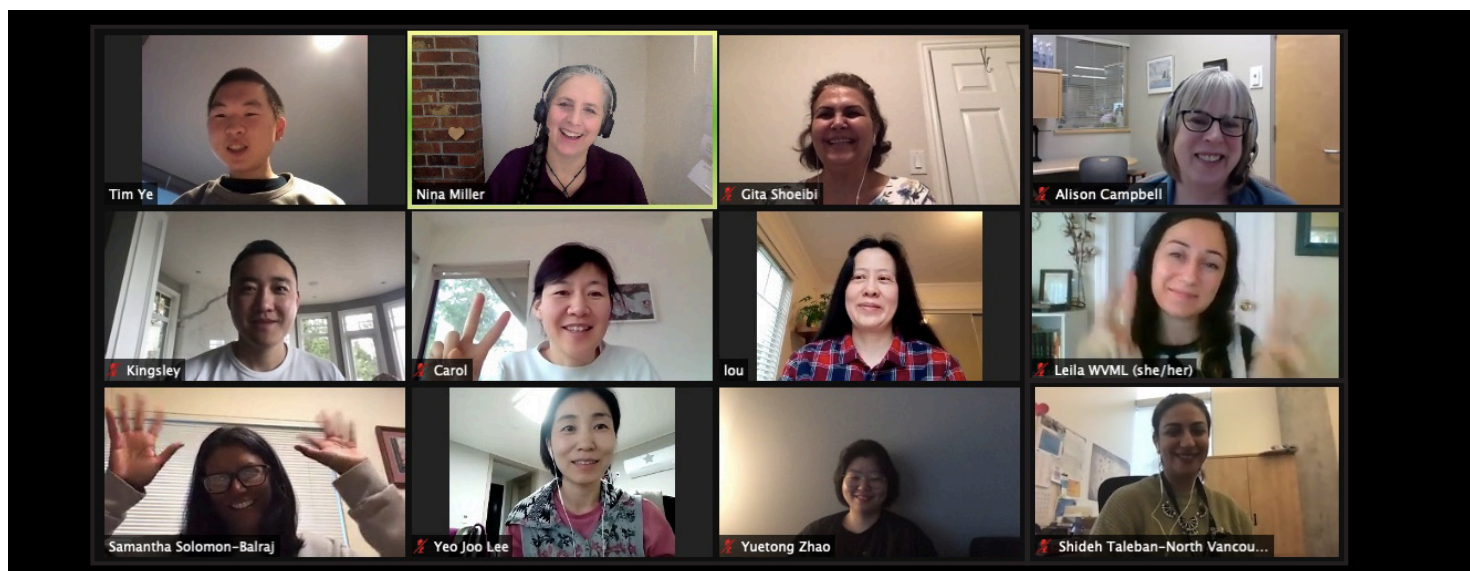 Tim Ye
Nina Miller
Gita Shoeibi
Alison Campbell
Kingsley
Carol
lou
Leila WVML (she/her)
Samantha Solomon-Balraj
Yeo Joo Lee
Yuetong Zhao
Shideh Taleban-North Vancou...